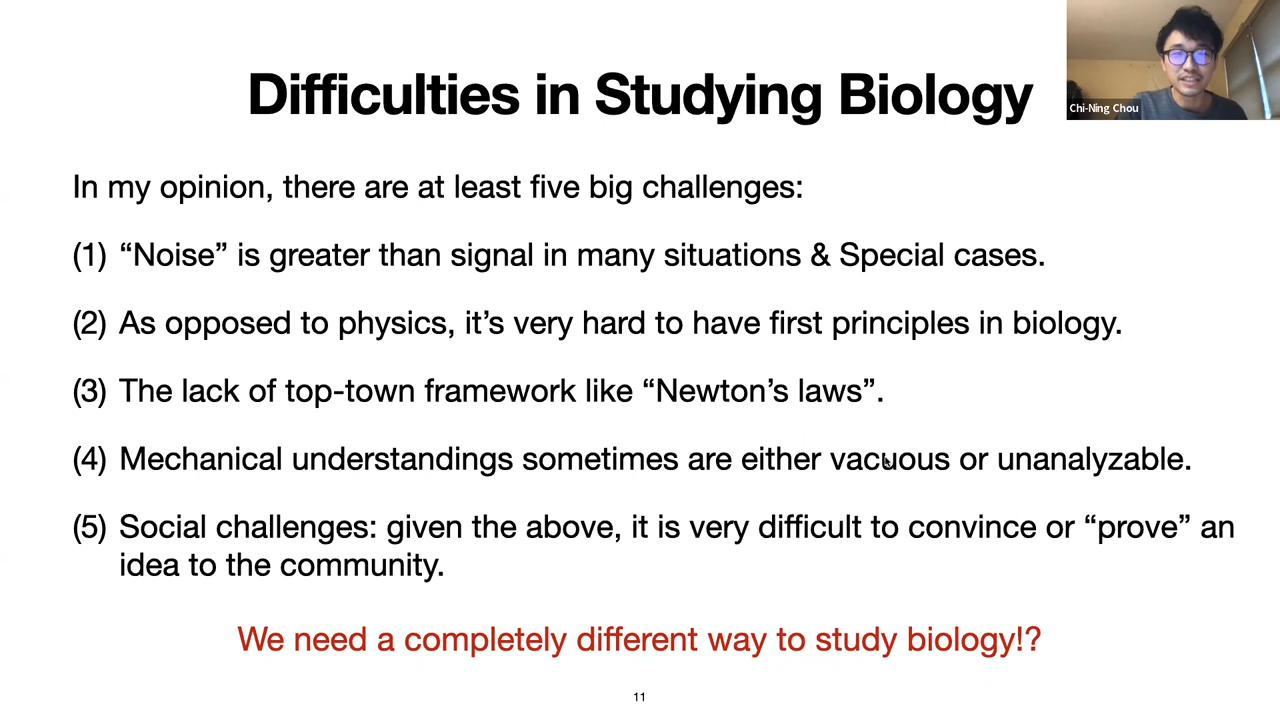 Difficulties in Studying Biology
Chi-Ning Chou
In my opinion, there are at least five big challenges:
(1) “Noise” is greater than signal in many situations & Special cases.
(2) As opposed to physics, it’s very hard to have first principles in biology.
(3) The lack of top-town framework like “Newton’s laws”.
(4) Mechanical understandings sometimes are either vacuous or unanalyzable.
(5) Social challenges: given the above, it is very difficult to convince or “prove” an
idea to the community.
We need a completely different way to study biology!?
11